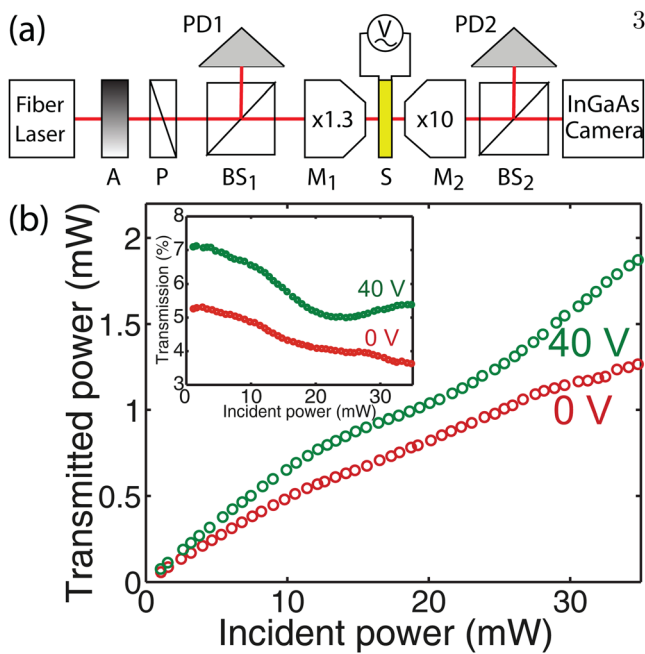 (a)
3
PD1
V
PD2
Fiber
Laser
x1.3
x10
InGaAs
Camera
A
P
BS1
M1
S
M2
BS2
(b)
Transmitted power (mW)
2
1.5
1
0.5
0
0
10
20
30
Incident power (mW)
40 V
0 V
Transmission (%)
8
7
6
5
4
3
0
10
20
30
Incident power (mW)
40 V
0 V